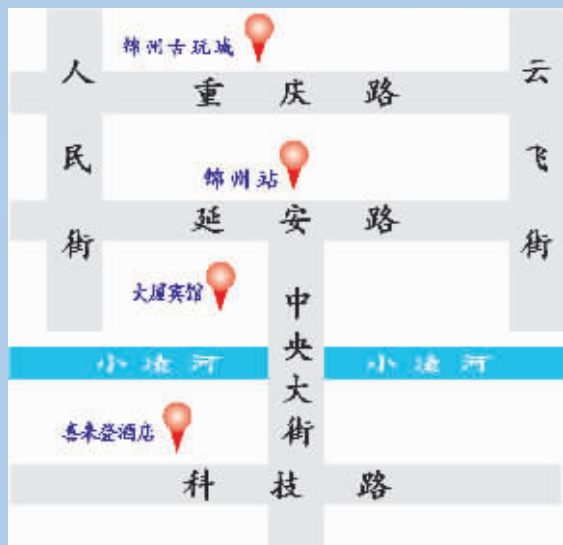 锦州古玩城
人民街
重庆路
云飞街
锦州站
延安路
大厦宾馆
中央大街
小凌河
小凌河
喜来登酒店
科技路